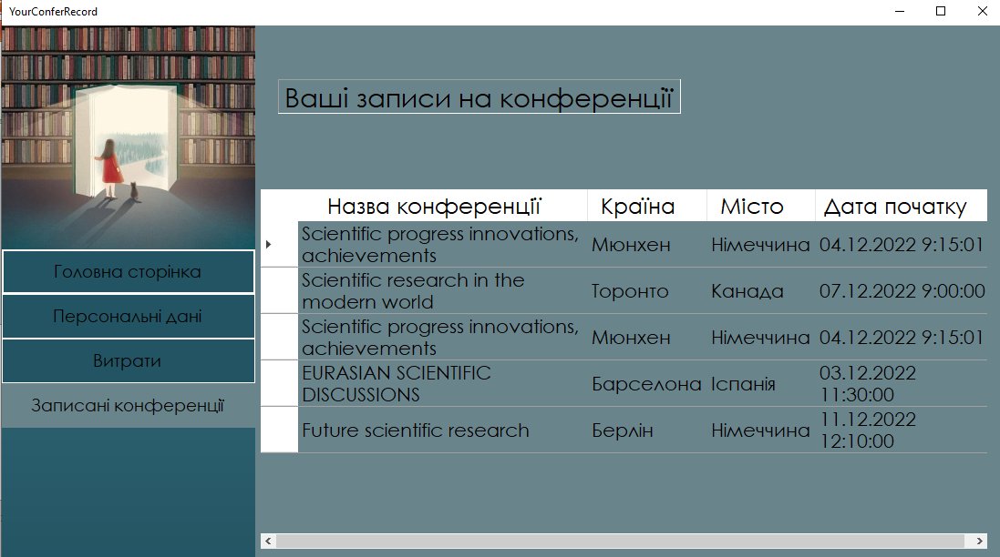 YourConferRecord
Ваші записи на конференції
Головна сторінка
Персональні дані
Витрати
Записані конференції
Назва конференції Країна Місто Дата початку
Scientific progress innovations,
achievements Мюнхен Німеччина 04.12.2022 9:15:01
Scientific research in the
modern world Торонто Канада 07.12.2022 9:00:00
Scientific progress innovations,
achievements Мюнхен Німеччина 04.12.2022 9:15:01
EURASIAN SCIENTIFIC
DISCUSSIONS Барселона Іспанія 03.12.2022
11:30:00
Future scientific research Берлін Німеччина 11.12.2022
12:10:00